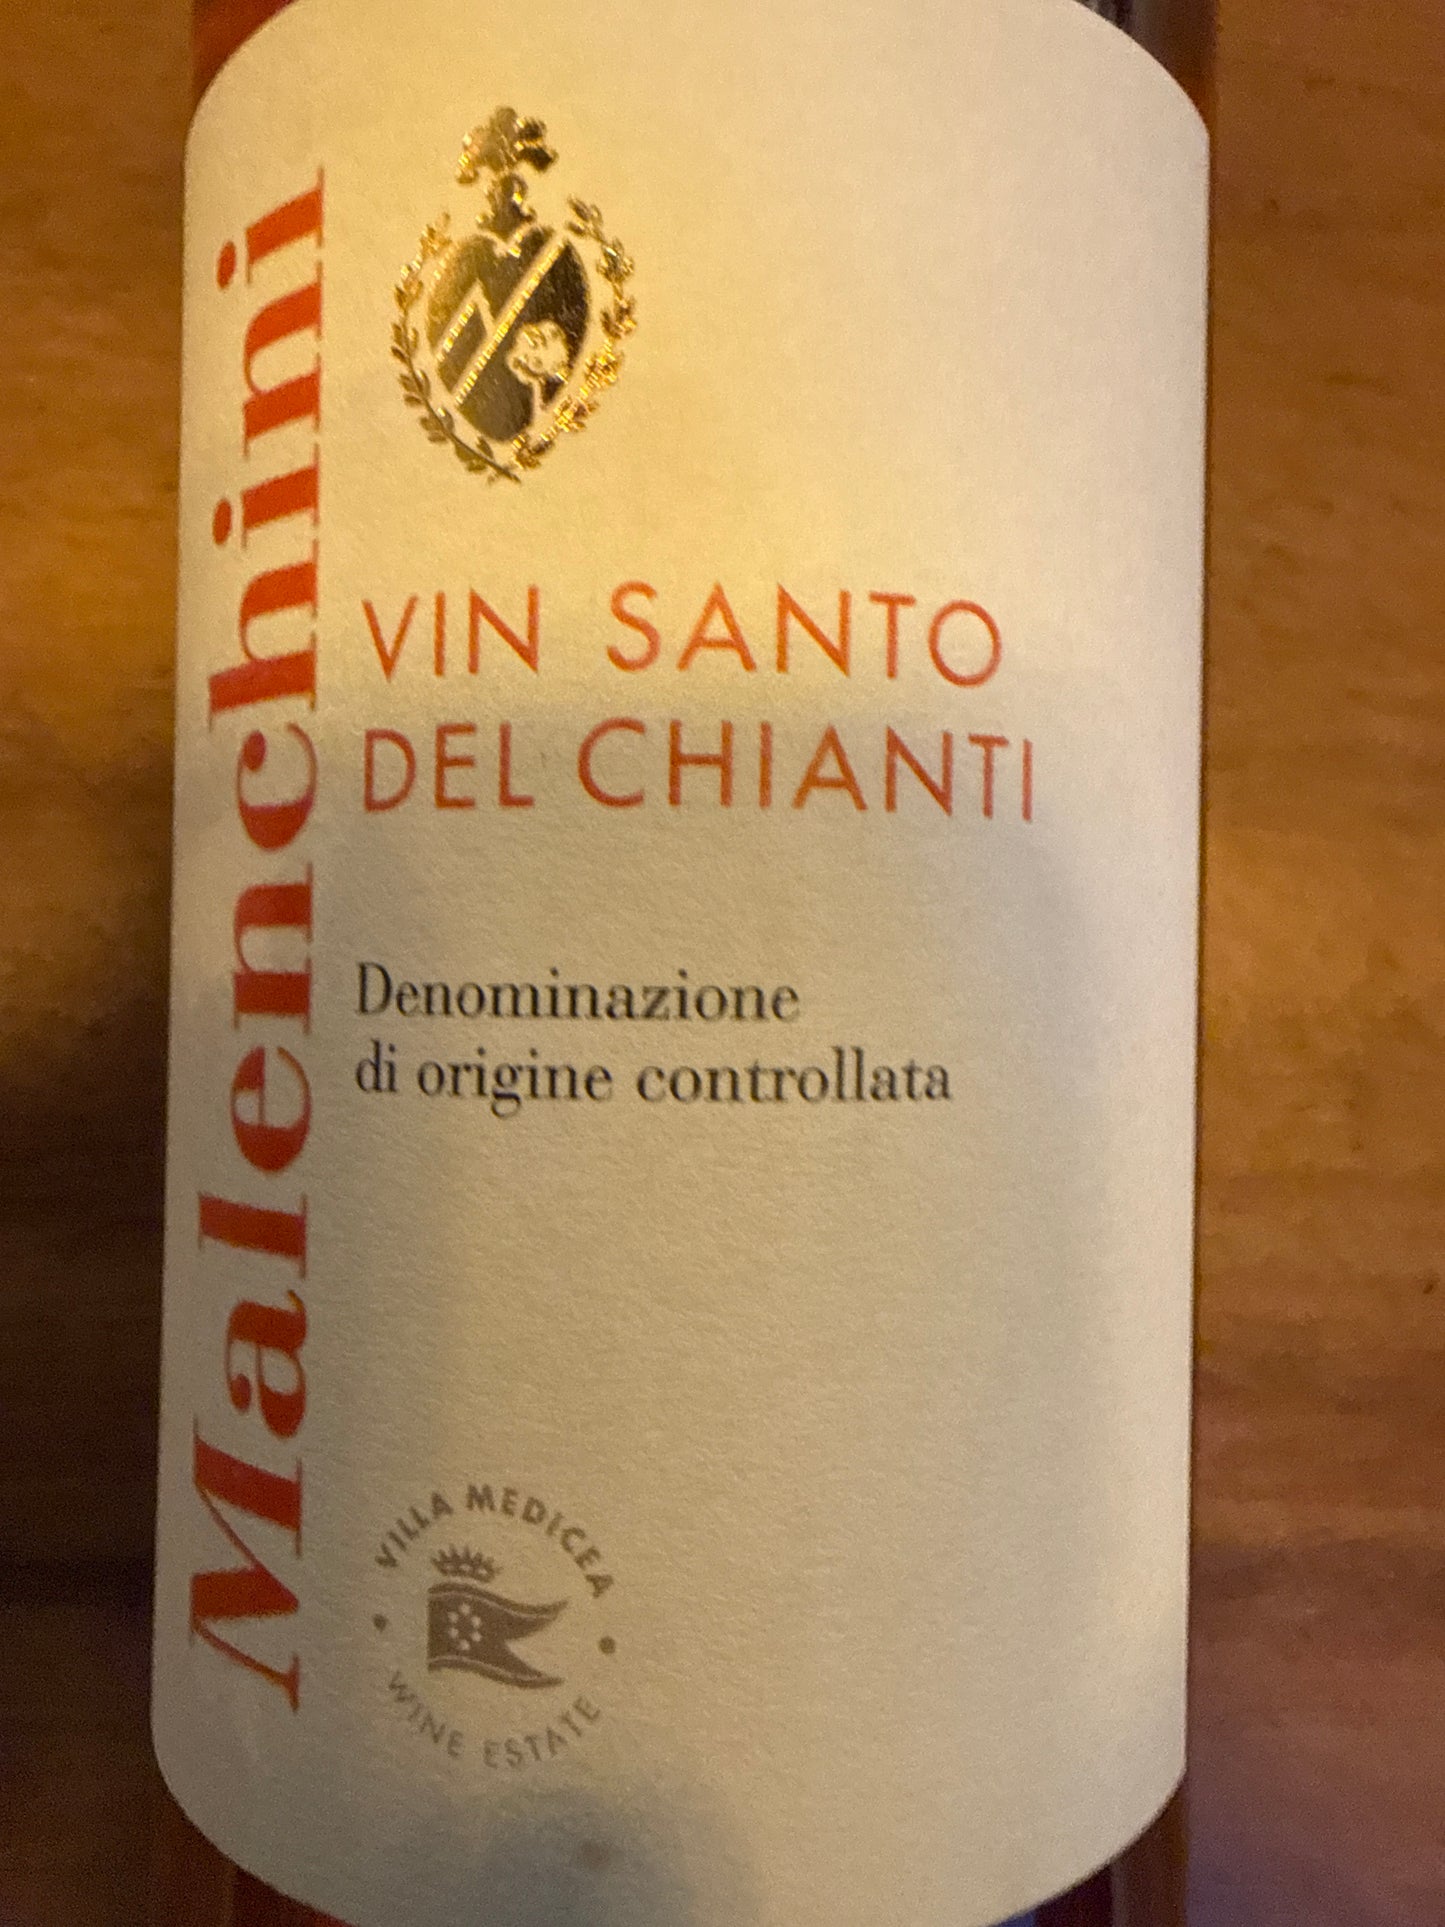 Malenchini
VIN SANTO
DEL CHIANTI
Denominazione
di origine controllata
VILLA MEDICEA
WINE ESTATE